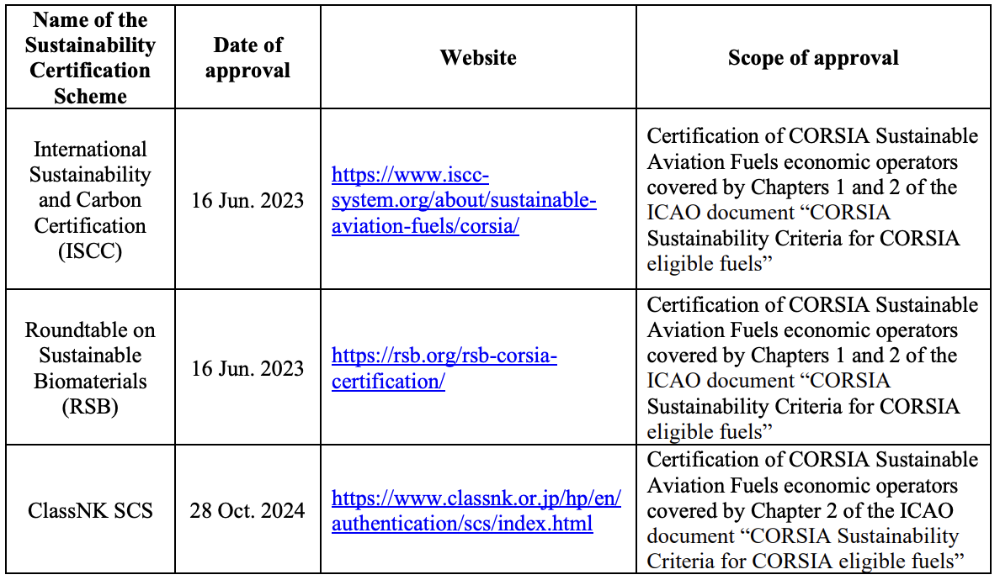 Name of the
Sustainability
Certification
Scheme
Date of
approval
Website
Scope of approval
International
Sustainability
and Carbon
Certification
(ISCC)
16 Jun. 2023
https://www.iscc-
system.org/about/sustainable-
aviation-fuels/corsia/
Certification of CORSIA Sustainable
Aviation Fuels economic operators
covered by Chapters 1 and 2 of the
ICAO document “CORSIA
Sustainability Criteria for CORSIA
eligible fuels”
Roundtable on
Sustainable
Biomaterials
(RSB)
16 Jun. 2023
https://rsb.org/rsb-corsia-
certification/
Certification of CORSIA Sustainable
Aviation Fuels economic operators
covered by Chapters 1 and 2 of the
ICAO document “CORSIA
Sustainability Criteria for CORSIA
eligible fuels”
ClassNK SCS
28 Oct. 2024
https://www.classnk.or.jp/hp/en/
authentication/scs/index.html
Certification of CORSIA Sustainable
Aviation Fuels economic operators
covered by Chapter 2 of the ICAO
document “CORSIA Sustainability
Criteria for CORSIA eligible fuels”